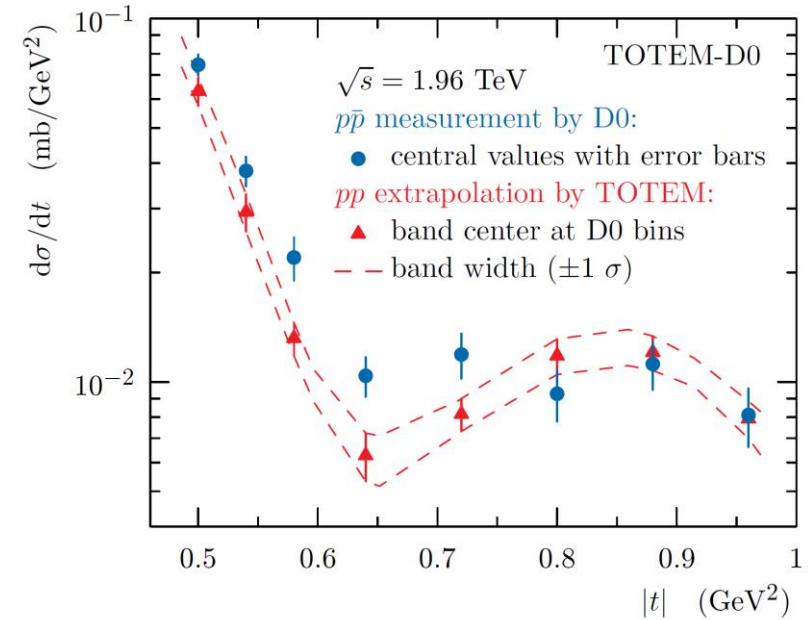 10⁻¹
TOTEM-D0
√s = 1.96 TeV
pp̄ measurement by D0:
central values with error bars
pp extrapolation by TOTEM:
band center at D0 bins
band width (±1 σ)
dσ/dt (mb/GeV²)
10⁻²
0.5 0.6 0.7 0.8 0.9 1
|t| (GeV²)